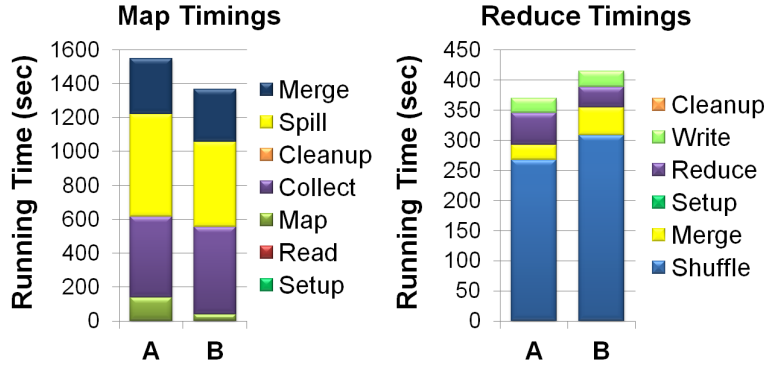 Map Timings
Running Time (sec)
1600
1400
1200
1000
800
600
400
200
0
A B
Merge
Spill
Cleanup
Collect
Map
Read
Setup
Reduce Timings
Running Time (sec)
450
400
350
300
250
200
150
100
50
0
A B
Cleanup
Write
Reduce
Setup
Merge
Shuffle